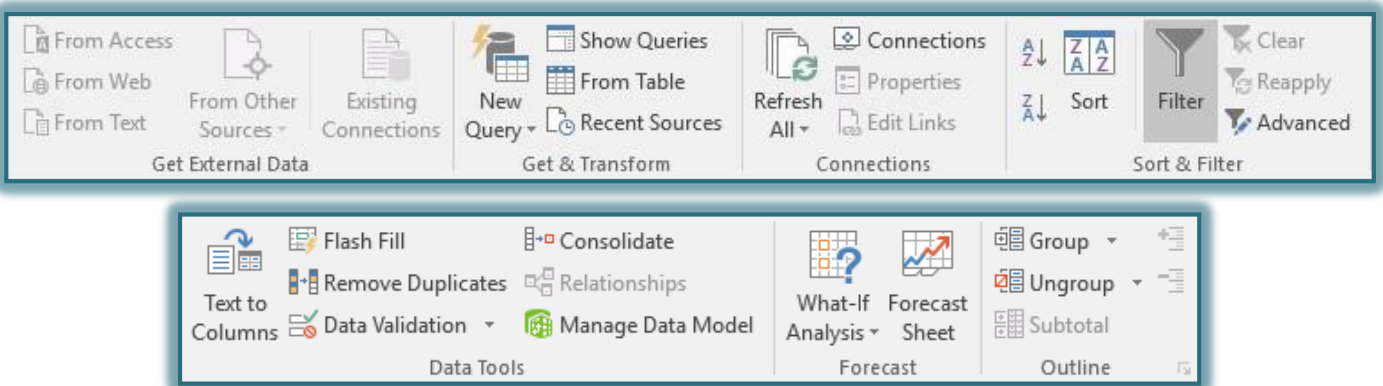 From Access
From Web
From Text
From Other
Sources
Existing
Connections
Get External Data
New
Query
Show Queries
From Table
Recent Sources
Get & Transform
Refresh
All
Connections
Properties
Edit Links
Connections
A
Z
Z
A
Z A
A Z
Sort
Filter
Clear
Reapply
Advanced
Sort & Filter
Text to
Columns
Flash Fill
Remove Duplicates
Data Validation
Consolidate
Relationships
Manage Data Model
Data Tools
What-If
Analysis
Forecast
Sheet
Forecast
Group
Ungroup
Subtotal
Outline